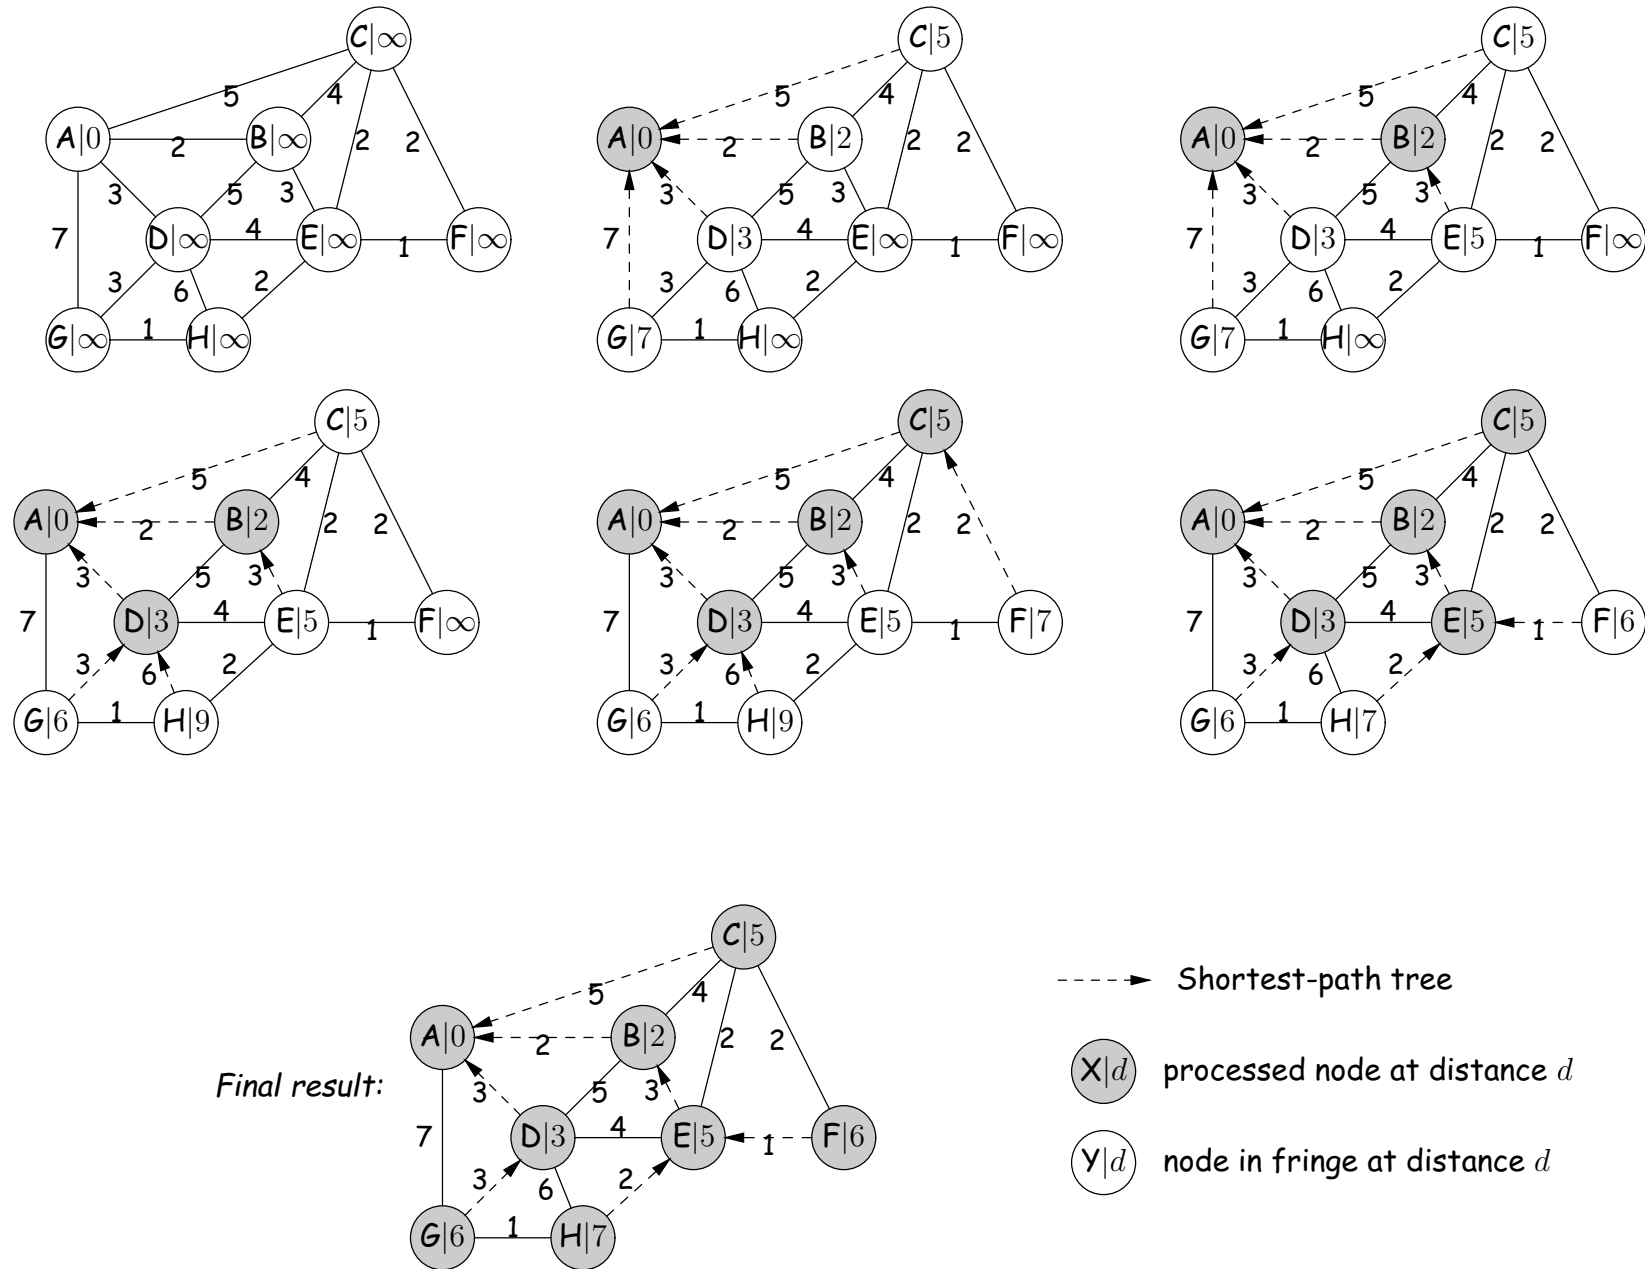 C|∞
5
4
A|0
B|∞
2
2
2
3
5
3
7
D|∞
4
E|∞
1
F|∞
3
6
2
G|∞
1
H|∞
C|5
5
4
A|0
B|2
2
2
2
3
5
3
7
D|3
4
E|∞
1
F|∞
3
6
2
G|7
1
H|∞
C|5
5
4
A|0
B|2
2
2
2
3
5
3
7
D|3
4
E|5
1
F|∞
3
6
2
G|7
1
H|∞
C|5
5
4
A|0
B|2
2
2
2
3
5
3
7
D|3
4
E|5
1
F|∞
3
6
2
G|6
1
H|9
C|5
5
4
A|0
B|2
2
2
2
3
5
3
7
D|3
4
E|5
1
F|7
3
6
2
G|6
1
H|9
C|5
5
4
A|0
B|2
2
2
2
3
5
3
7
D|3
4
E|5
1
F|6
3
6
2
G|6
1
H|7
Final result:
C|5
5
4
A|0
B|2
2
2
2
3
5
3
7
D|3
4
E|5
1
F|6
3
6
2
G|6
1
H|7
Shortest-path tree
X|d processed node at distance d
Y|d node in fringe at distance d